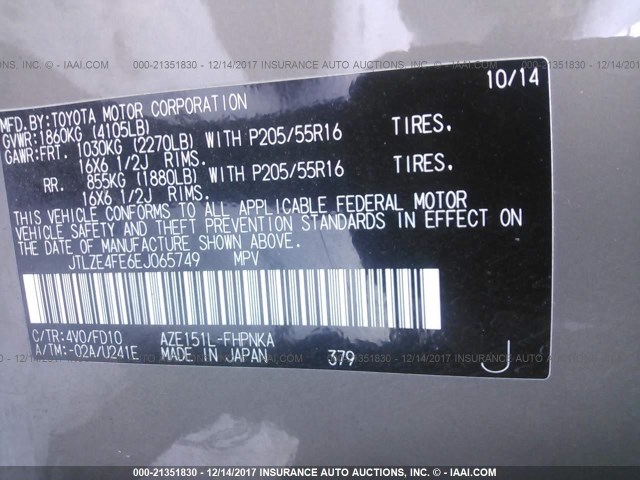 000-21351830 - 12/14/2017 INSURANCE AUTO AUCTIONS, INC. - © IAAI.COM
10/14
MFD.BY:TOYOTA MOTOR CORPORATION
GVWR:1860KG (4105LB)
GAWR:FRT. 1030KG (2270LB) WITH P205/55R16 TIRES,
16X6 1/2J RIMS.
RR. 855KG (1880LB) WITH P205/55R16 TIRES,
16X6 1/2J RIMS.
THIS VEHICLE CONFORMS TO ALL APPLICABLE FEDERAL MOTOR
VEHICLE SAFETY AND THEFT PREVENTION STANDARDS IN EFFECT ON
THE DATE OF MANUFACTURE SHOWN ABOVE.
JTLZE4FE6EJ065749 MPV
C/TR:4V0/FD10 AZE151L-FHPNKA
A/TM:-02A/U241E MADE IN JAPAN 379 J
000-21351830 - 12/14/2017 INSURANCE AUTO AUCTIONS, INC. - © IAAI.COM